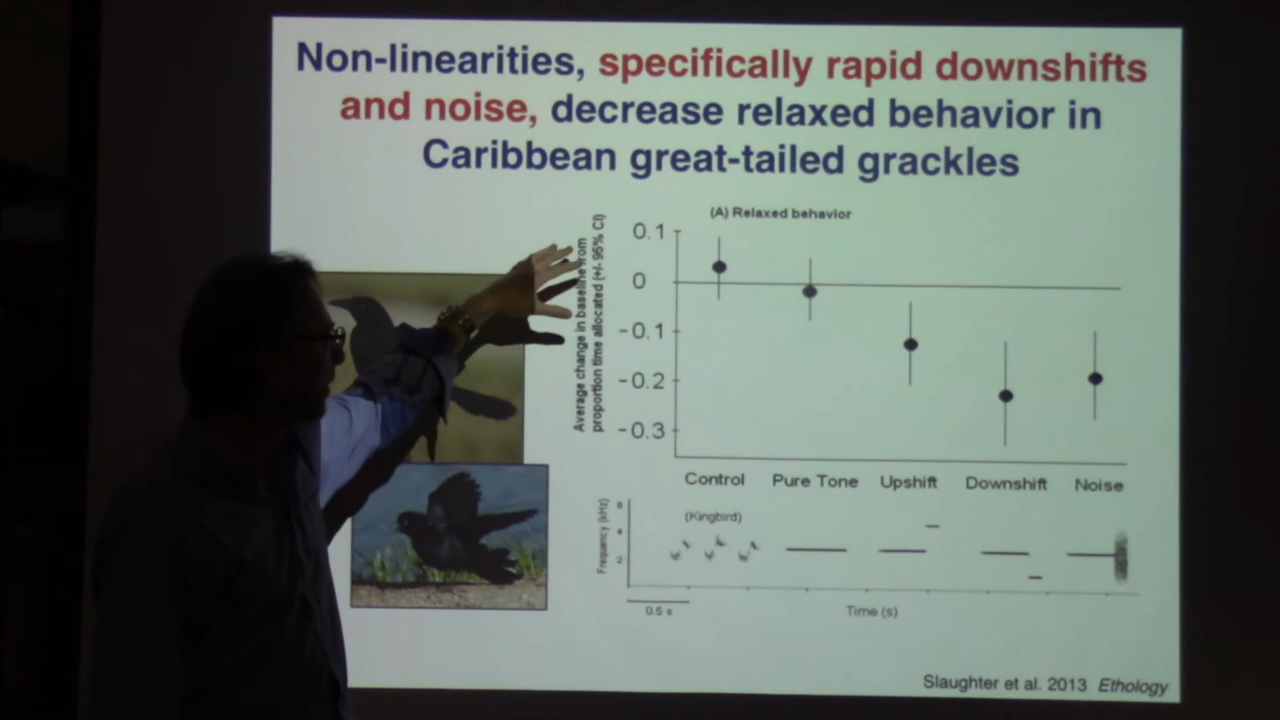 Non-linearities, specifically rapid downshifts
and noise, decrease relaxed behavior in
Caribbean great-tailed grackles
(A) Relaxed behavior
Average change in baseline from
proportion time allocated (+/- 95% CI)
0.1
0
-0.1
-0.2
-0.3
Control Pure Tone Upshift Downshift Noise
Frequency (kHz)
6
4
2
(Kingbird)
0.5 s
Time (s)
Slaughter et al. 2013 Ethology